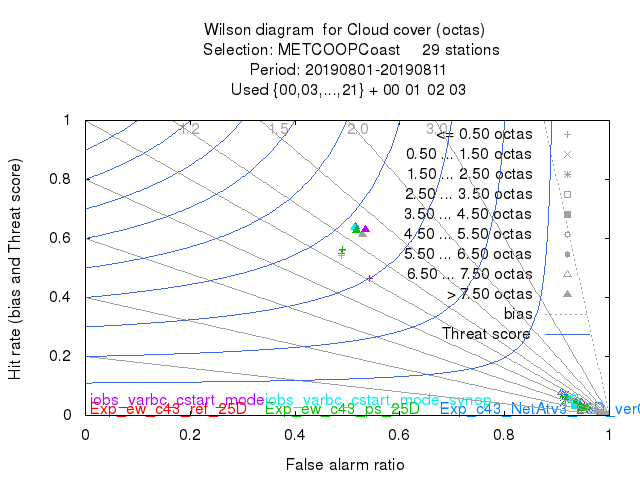 Wilson diagram for Cloud cover (octas)
Selection: METCOOPCoast 29 stations
Period: 20190801-20190811
Used {00,03,...,21} + 00 01 02 03
1.2 1.5 2.0 3.0
<= 0.50 octas
0.50 ... 1.50 octas
1.50 ... 2.50 octas
2.50 ... 3.50 octas
3.50 ... 4.50 octas
4.50 ... 5.50 octas
5.50 ... 6.50 octas
6.50 ... 7.50 octas
> 7.50 octas
bias
Threat score
Hit rate (bias and Threat score)
1
0.8
0.6
0.4
0.2
0
jobs_varbc_cstart_mode jobs_varbc_cstart_mode_synop
Exp_ew_c43_ref_25D Exp_ew_c43_ps_25D
0 0.2 0.4 0.6 0.8 1
False alarm ratio